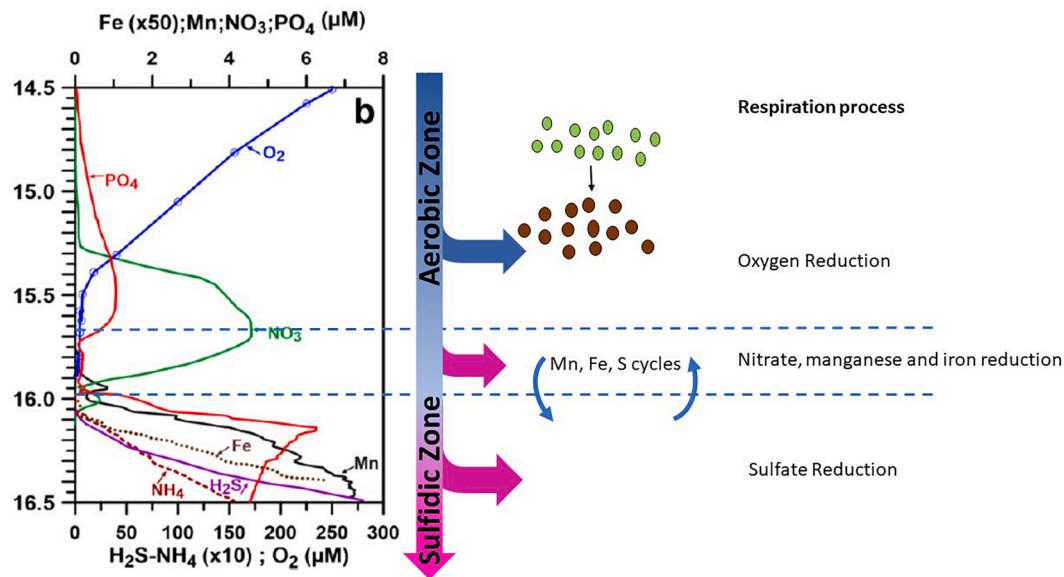 Fe (x50);Mn;NO3;PO4 (μM)
0 2 4 6 8
14.5
15.0
15.5
16.0
16.5
b
O2
PO4
NO3
Fe
Mn
NH4
H2S
0 50 100 150 200 250 300
H2S-NH4 (x10) ; O2 (μM)
Aerobic Zone
Sulfidic Zone
Respiration process
Oxygen Reduction
Mn, Fe, S cycles
Nitrate, manganese and iron reduction
Sulfate Reduction